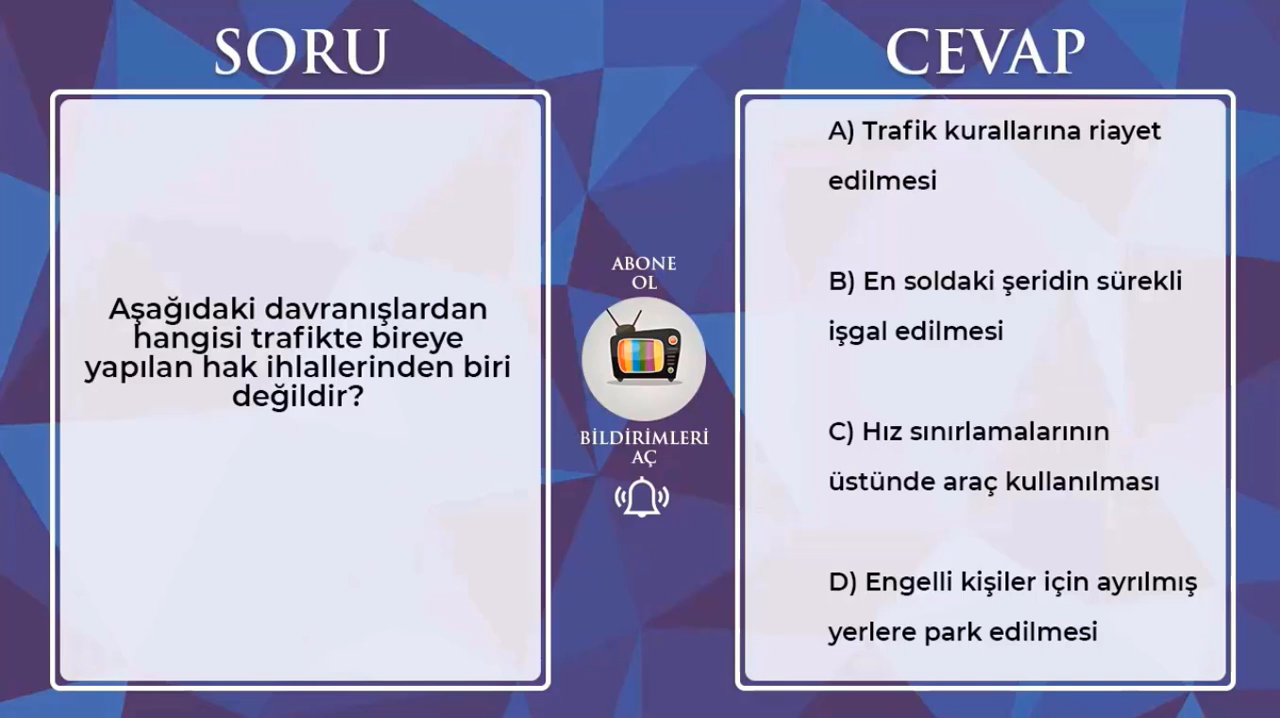 SORU
Aşağıdaki davranışlardan
hangisi trafikte bireye
yapılan hak ihlallerinden biri
değildir?
ABONE
OL
BİLDİRİMLERİ
AÇ
CEVAP
A) Trafik kurallarına riayet
edilmesi
B) En soldaki şeridin sürekli
işgal edilmesi
C) Hız sınırlamalarının
üstünde araç kullanılması
D) Engelli kişiler için ayrılmış
yerlere park edilmesi